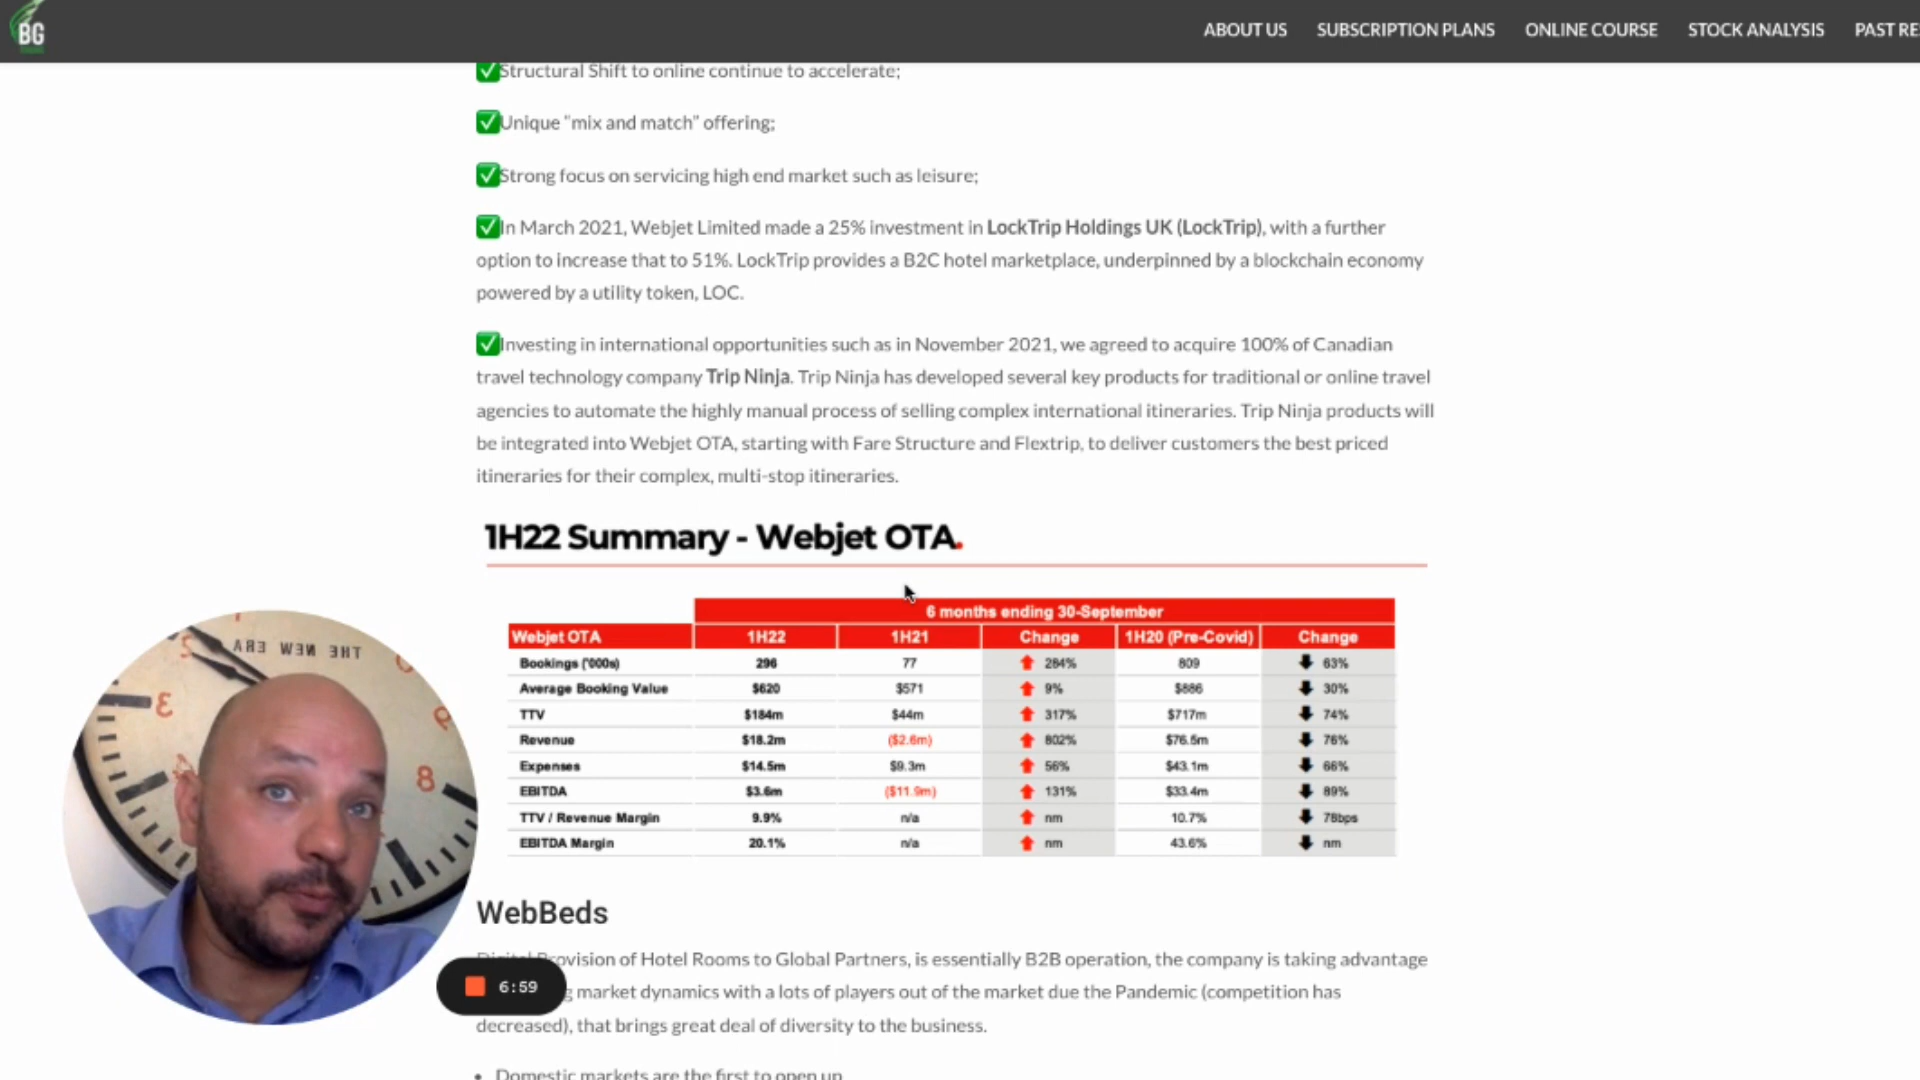 BG
ABOUT US SUBSCRIPTION PLANS ONLINE COURSE STOCK ANALYSIS PAST RE
Structural Shift to online continue to accelerate;
Unique “mix and match” offering;
Strong focus on servicing high end market such as leisure;
In March 2021, Webjet Limited made a 25% investment in LockTrip Holdings UK (LockTrip), with a further
option to increase that to 51%. LockTrip provides a B2C hotel marketplace, underpinned by a blockchain economy
powered by a utility token, LOC.
Investing in international opportunities such as in November 2021, we agreed to acquire 100% of Canadian
travel technology company Trip Ninja. Trip Ninja has developed several key products for traditional or online travel
agencies to automate the highly manual process of selling complex international itineraries. Trip Ninja products will
be integrated into Webjet OTA, starting with Fare Structure and Flextrip, to deliver customers the best priced
itineraries for their complex, multi-stop itineraries.
1H22 Summary - Webjet OTA.
6 months ending 30-September
Webjet OTA 1H22 1H21 Change 1H20 (Pre-Covid) Change
Bookings ('000s) 296 77 284% 809 63%
Average Booking Value $620 $571 9% $886 30%
TTV $184m $44m 317% $717m 74%
Revenue $18.2m ($2.6m) 802% $76.5m 76%
Expenses $14.5m $9.3m 56% $43.1m 66%
EBITDA $3.6m ($11.9m) 131% $33.4m 89%
TTV / Revenue Margin 9.9% n/a nm 10.7% 78bps
EBITDA Margin 20.1% n/a nm 43.6% nm
THE NEW ERA
2
3
8
WebBeds
Digital Provision of Hotel Rooms to Global Partners, is essentially B2B operation, the company is taking advantage
6:59
market dynamics with a lots of players out of the market due the Pandemic (competition has
decreased), that brings great deal of diversity to the business.
• Domestic markets are the first to open up